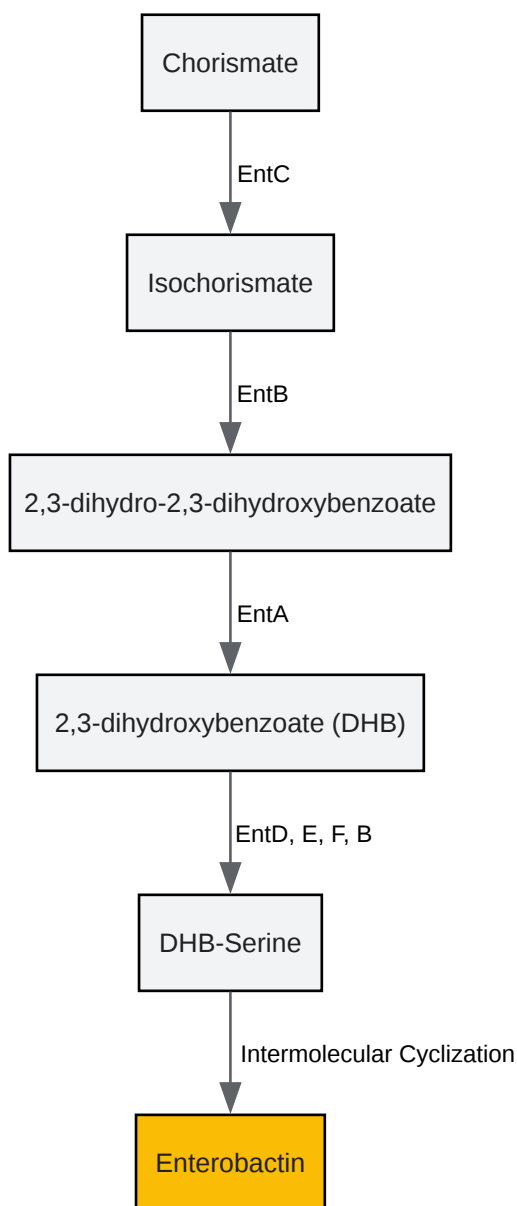 Chorismate
EntC
Isochorismate
EntB
2,3-dihydro-2,3-dihydroxybenzoate
EntA
2,3-dihydroxybenzoate (DHB)
EntD, E, F, B
DHB-Serine
Intermolecular Cyclization
Enterobactin